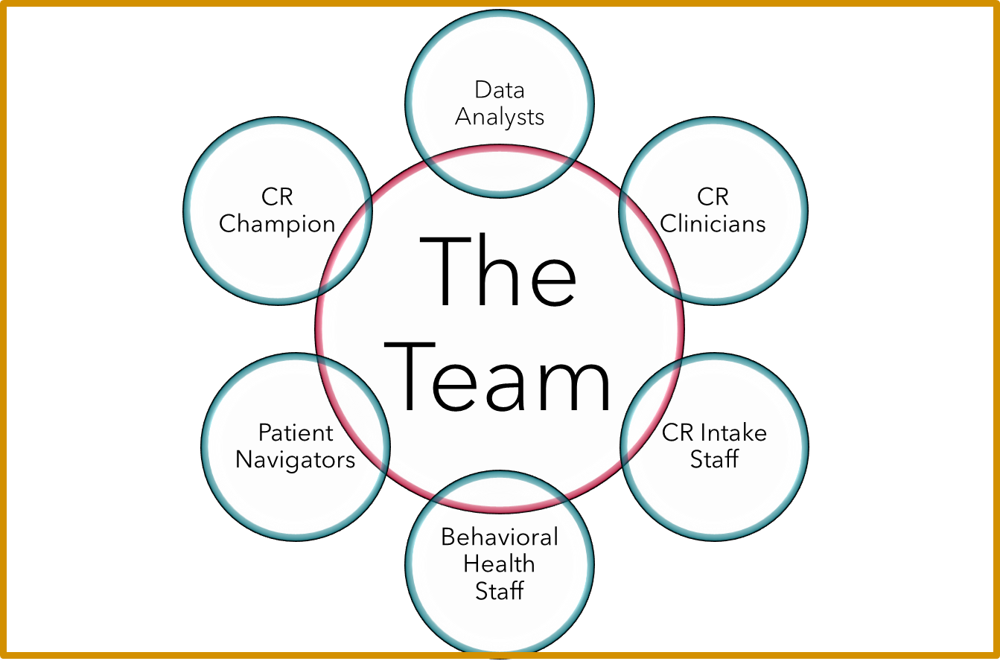 Data
Analysts
CR
Champion
CR
Clinicians
The
Team
Patient
Navigators
CR Intake
Staff
Behavioral
Health
Staff